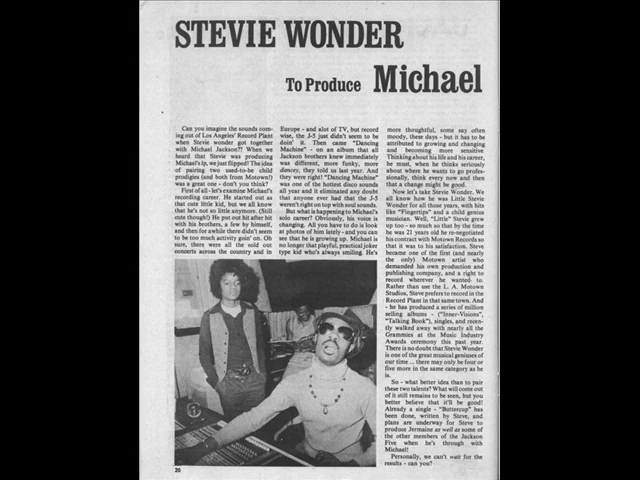 STEVIE WONDER
To Produce Michael
Can you imagine the sounds com-
ing out of Los Angeles' Record Plant
when Stevie wonder got together
with Michael Jackson?? When we
heard that Stevie was producing
Michael's lp, we just flipped! The idea
of pairing two used-to-be child
prodigies (and both from Motown!)
was a great one - don't you think?
First of all - let's examine Michael's
recording career. He started out as
that cute little kid, but we all know
that he's not so little anymore. (Still
cute though!) He put out hit after hit
with his brothers, a few by himself,
and then for awhile there didn't seem
to be too much activity goin' on. Oh
sure, there were all the sold out
concerts across the country and in
Europe - and alot of TV, but record
wise, the J-5 just didn't seem to be
doin' it. Then came "Dancing
Machine" - on an album that all
Jackson brothers knew immediately
was different, more funky, more
dancey, they told us last year. And
they were right! "Dancing Machine"
was one of the hottest disco sounds
all year and it eliminated any doubt
that anyone ever had that the J-5
weren't right on top with soul sounds.
But what is happening to Michael's
solo career? Obviously, his voice is
changing. All you have to do is look
at photos of him lately - and you can
see that he is growing up. Michael is
no longer that playful, practical joker
type kid who's always smiling. He's
more thoughtful, some say often
moody, these days - but it has to be
attributed to growing and changing
and becoming more sensitive.
Thinking about his life and his career,
he must, when he thinks seriously
about where he wants to go profes-
sionally, think every now and then
that a change might be good.
Now let's take Stevie Wonder. We
all know how he was Little Stevie
Wonder for all those years, with hits
like "Fingertips" and a child genius
musician. Well, "Little" Stevie grew
up too - so much so that by the time
he was 21 years old he re-negotiated
his contract with Motown Records so
that it was to his satisfaction. Steve
became one of the first (and nearly
the only) Motown artist who
demanded his own production and
publishing company, and a right to
record wherever he wanted to.
Rather than use the L. A. Motown
Studios, Steve prefers to record in the
Record Plant in that same town. And
- he has produced a series of million
selling albums - ("Inner-Visions",
"Talking Book"), singles, and recent-
ly walked away with nearly all the
Grammies at the Music Industry
Awards ceremony this past year.
There is no doubt that Stevie Wonder
is one of the great musical geniuses of
our time ... there may only be four or
five more in the same category as he
is.
So - what better idea than to pair
these two talents? What will come out
of it still remains to be seen, but you
better believe that it'll be good!
Already a single - "Buttercup" has
been done, written by Steve, and
plans are underway for Steve to
produce Jermaine as well as some of
the other members of the Jackson
Five when he's through with
Michael!
Personally, we can't wait for the
results - can you?
20